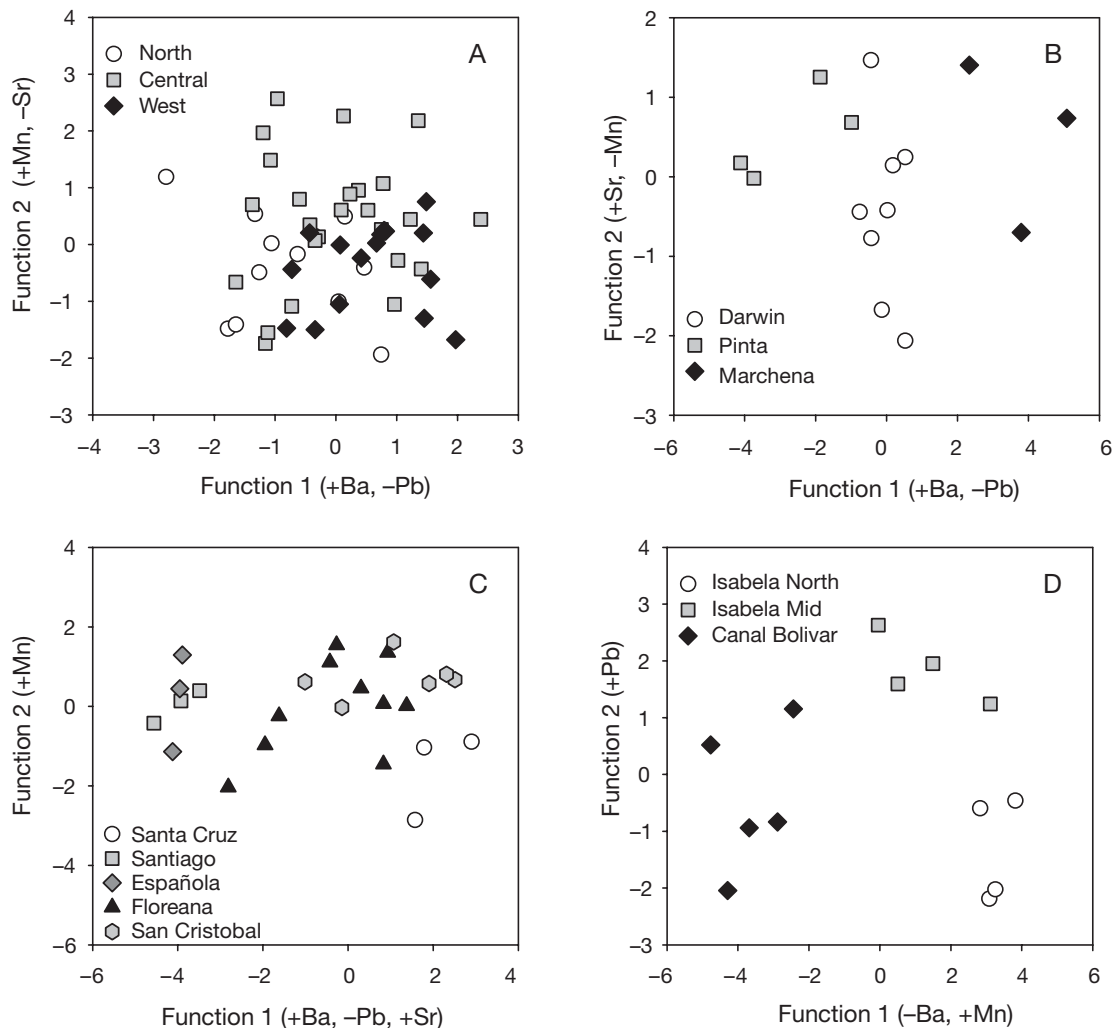 A
North
Central
West
4
3
2
1
0
–1
–2
–3
Function 2 (+Mn, –Sr)
–4 –3 –2 –1 0 1 2 3
Function 1 (+Ba, –Pb)
B
2
1
0
–1
–2
–3
Function 2 (+Sr, –Mn)
Darwin
Pinta
Marchena
–6 –4 –2 0 2 4 6
Function 1 (+Ba, –Pb)
C
4
2
0
–2
–4
–6
Function 2 (+Mn)
Santa Cruz
Santiago
Española
Floreana
San Cristobal
–6 –4 –2 0 2 4
Function 1 (+Ba, –Pb, +Sr)
D
Isabela North
Isabela Mid
Canal Bolivar
4
3
2
1
0
–1
–2
–3
Function 2 (+Pb)
–6 –4 –2 0 2 4 6
Function 1 (–Ba, +Mn)